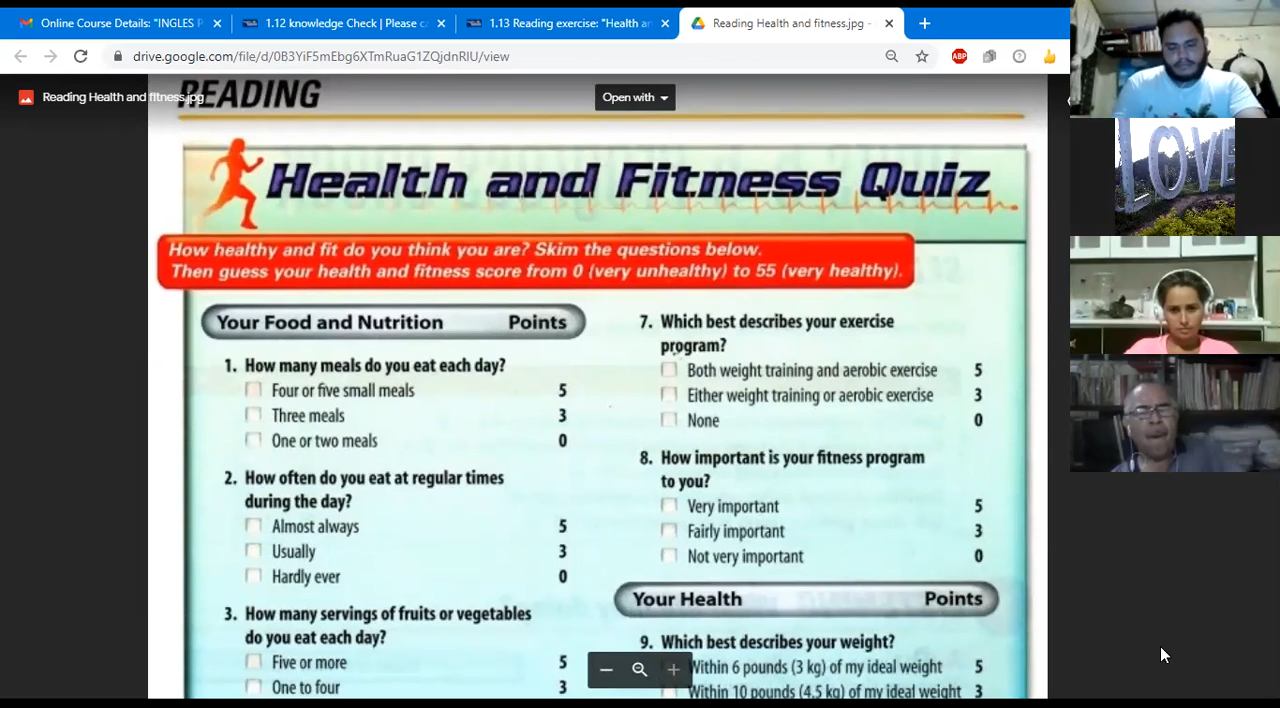 Online Course Details: "INGLES P
1.12 knowledge Check | Please c
1.13 Reading exercise: "Health a
Reading Health and fitness.jpg -
drive.google.com/file/d/0B3YiF5mEbg6XTmRuaG1ZQjdnRlU/view
ABP
Reading Health and fitness.jpg
READING
Open with
Health and Fitness Quiz
How healthy and fit do you think you are? Skim the questions below.
Then guess your health and fitness score from 0 (very unhealthy) to 55 (very healthy).
Your Food and Nutrition Points
1. How many meals do you eat each day?
Four or five small meals 5
Three meals 3
One or two meals 0
2. How often do you eat at regular times
during the day?
Almost always 5
Usually 3
Hardly ever 0
3. How many servings of fruits or vegetables
do you eat each day?
Five or more 5
One to four 3
7. Which best describes your exercise
program?
Both weight training and aerobic exercise 5
Either weight training or aerobic exercise 3
None 0
8. How important is your fitness program
to you?
Very important 5
Fairly important 3
Not very important 0
Your Health Points
9. Which best describes your weight?
Within 6 pounds (3 kg) of my ideal weight 5
Within 10 pounds (4.5 kg) of my ideal weight 3
LOVE